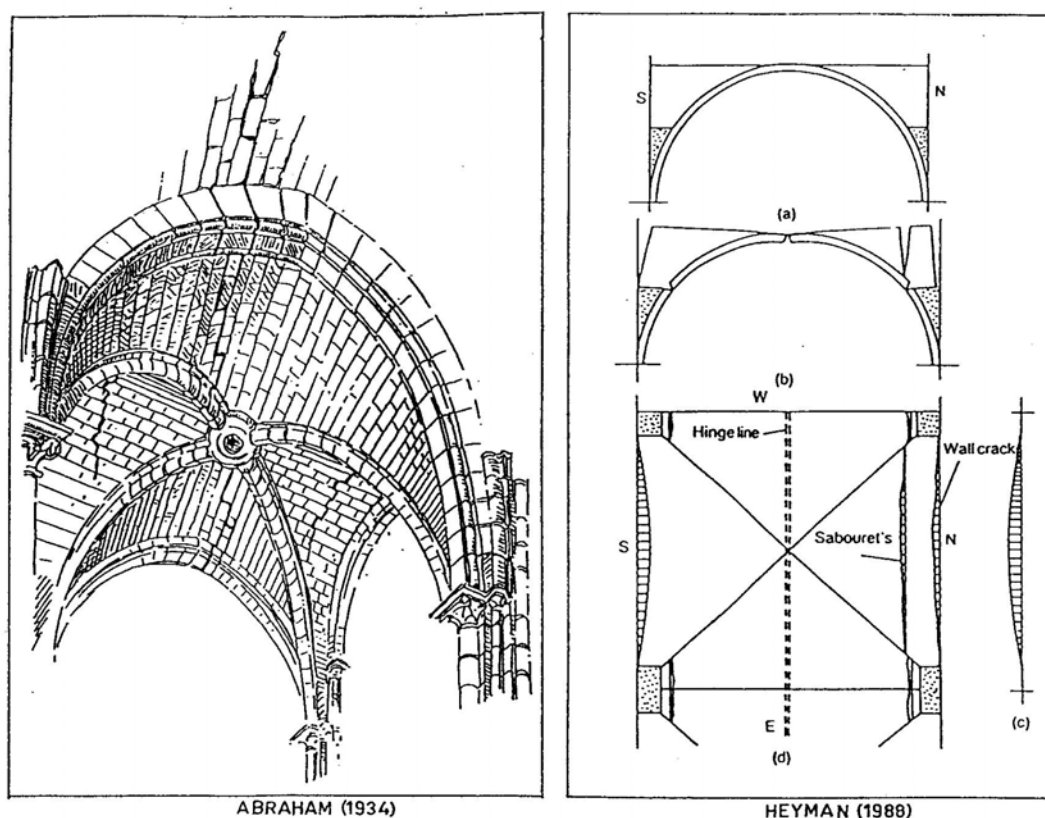 S
N
(a)
(b)
W
Hinge line
Wall crack
S
Sabouret's
N
E
(d)
(c)
ABRAHAM (1934)
HEYMAN (1988)